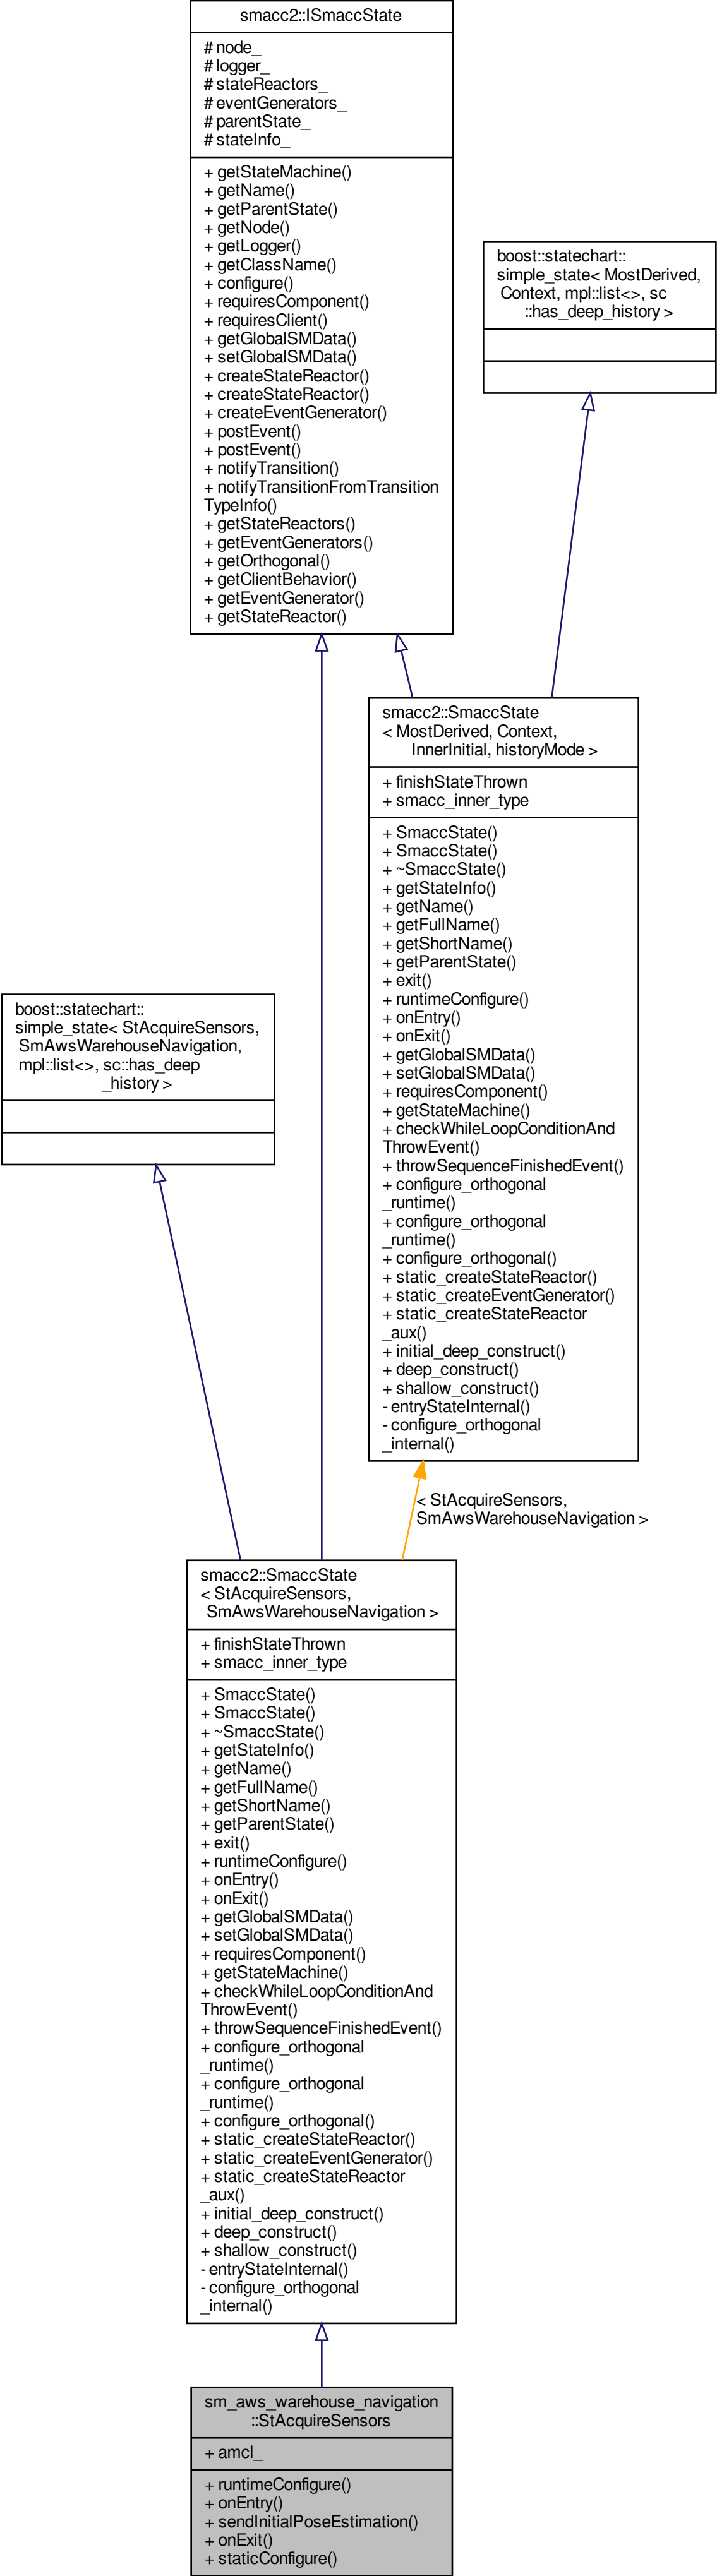 smacc2::ISmaccState
# node_
# logger_
# stateReactors_
# eventGenerators_
# parentState_
# stateInfo_
+ getStateMachine()
+ getName()
+ getParentState()
+ getNode()
+ getLogger()
+ getClassName()
+ configure()
+ requiresComponent()
+ requiresClient()
+ getGlobalSMData()
+ setGlobalSMData()
+ createStateReactor()
+ createStateReactor()
+ createEventGenerator()
+ postEvent()
+ postEvent()
+ notifyTransition()
+ notifyTransitionFromTransition
TypeInfo()
+ getStateReactors()
+ getEventGenerators()
+ getOrthogonal()
+ getClientBehavior()
+ getEventGenerator()
+ getStateReactor()
boost::statechart::
simple_state< MostDerived,
Context, mpl::list<>, sc
::has_deep_history >
smacc2::SmaccState
< MostDerived, Context,
InnerInitial, historyMode >
+ finishStateThrown
+ smacc_inner_type
+ SmaccState()
+ SmaccState()
+ ~SmaccState()
+ getStateInfo()
+ getName()
+ getFullName()
+ getShortName()
+ getParentState()
+ exit()
+ runtimeConfigure()
+ onEntry()
+ onExit()
+ getGlobalSMData()
+ setGlobalSMData()
+ requiresComponent()
+ getStateMachine()
+ checkWhileLoopConditionAnd
ThrowEvent()
+ throwSequenceFinishedEvent()
+ configure_orthogonal
_runtime()
+ configure_orthogonal
_runtime()
+ configure_orthogonal()
+ static_createStateReactor()
+ static_createEventGenerator()
+ static_createStateReactor
_aux()
+ initial_deep_construct()
+ deep_construct()
+ shallow_construct()
- entryStateInternal()
- configure_orthogonal
_internal()
boost::statechart::
simple_state< StAcquireSensors,
SmAwsWarehouseNavigation,
mpl::list<>, sc::has_deep
_history >
< StAcquireSensors,
SmAwsWarehouseNavigation >
smacc2::SmaccState
< StAcquireSensors,
SmAwsWarehouseNavigation >
+ finishStateThrown
+ smacc_inner_type
+ SmaccState()
+ SmaccState()
+ ~SmaccState()
+ getStateInfo()
+ getName()
+ getFullName()
+ getShortName()
+ getParentState()
+ exit()
+ runtimeConfigure()
+ onEntry()
+ onExit()
+ getGlobalSMData()
+ setGlobalSMData()
+ requiresComponent()
+ getStateMachine()
+ checkWhileLoopConditionAnd
ThrowEvent()
+ throwSequenceFinishedEvent()
+ configure_orthogonal
_runtime()
+ configure_orthogonal
_runtime()
+ configure_orthogonal()
+ static_createStateReactor()
+ static_createEventGenerator()
+ static_createStateReactor
_aux()
+ initial_deep_construct()
+ deep_construct()
+ shallow_construct()
- entryStateInternal()
- configure_orthogonal
_internal()
sm_aws_warehouse_navigation
::StAcquireSensors
+ amcl_
+ runtimeConfigure()
+ onEntry()
+ sendInitialPoseEstimation()
+ onExit()
+ staticConfigure()